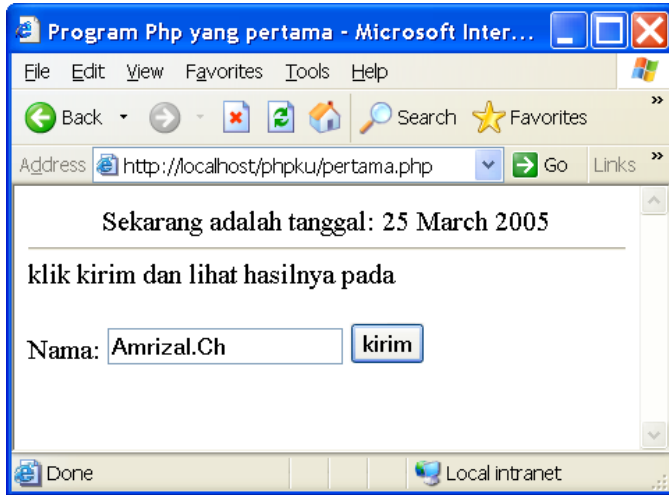 Program Php yang pertama - Microsoft Inter...
File Edit View Favorites Tools Help
Back Search Favorites »
Address http://localhost/phpku/pertama.php Go Links »
Sekarang adalah tanggal: 25 March 2005
klik kirim dan lihat hasilnya pada
Nama: Amrizal.Ch kirim
Done Local intranet